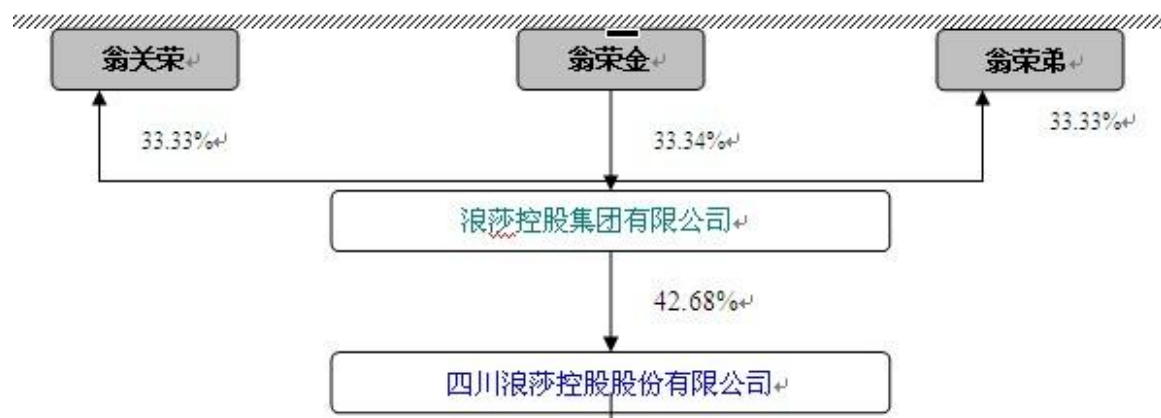 翁关荣
翁荣金
翁荣弟
33.33%
33.34%
33.33%
浪莎控股集团有限公司
42.68%
四川浪莎控股股份有限公司